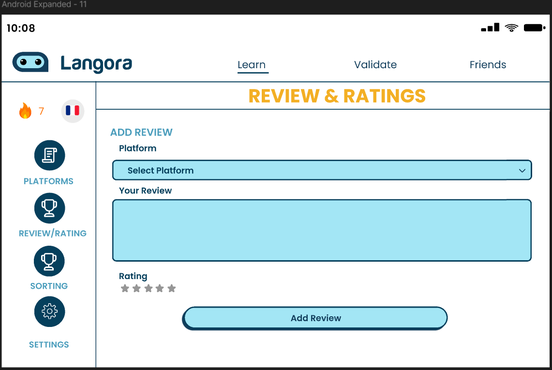 Android Expanded - 11
10:08
Langora
Learn
Validate
Friends
7
REVIEW & RATINGS
PLATFORMS
REVIEW/RATING
SORTING
SETTINGS
ADD REVIEW
Platform
Select Platform
Your Review
Rating
Add Review